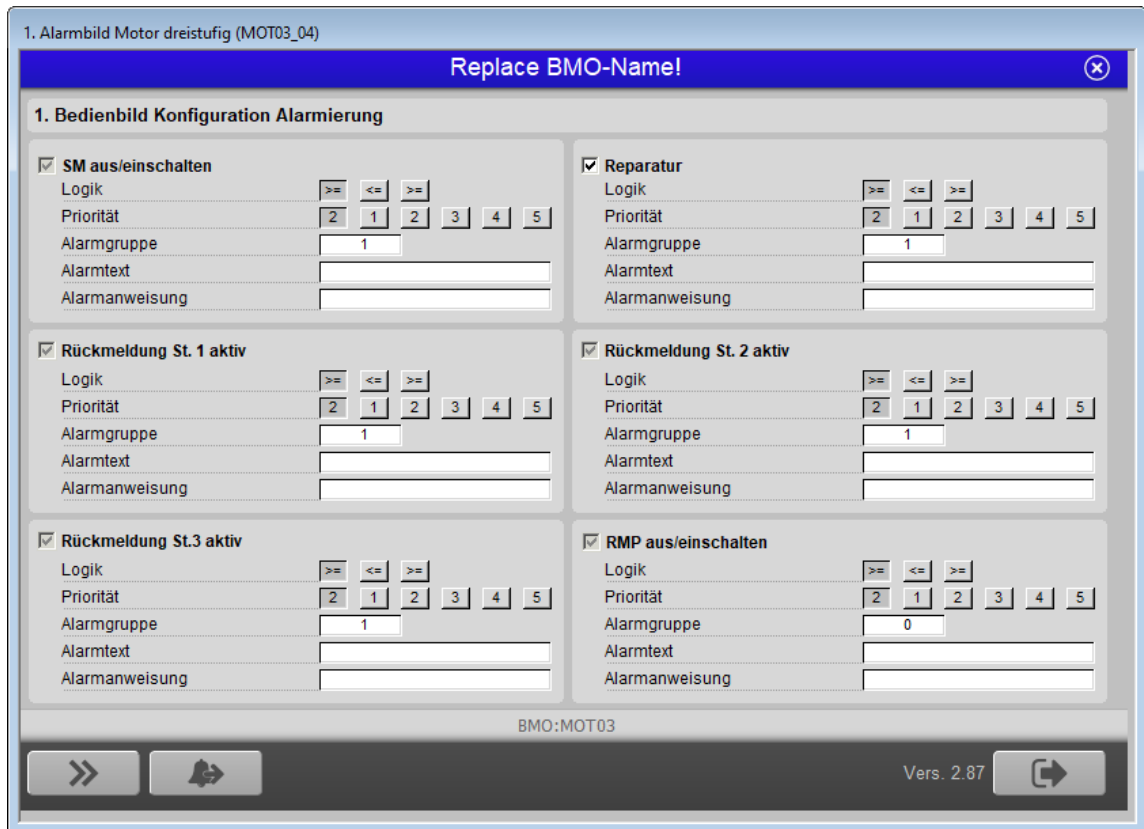 1. Alarmbild Motor dreistufig (MOT03_04)
Replace BMO-Name!
1. Bedienbild Konfiguration Alarmierung
SM aus/einschalten
Logik >= <= >=
Priorität 2 1 2 3 4 5
Alarmgruppe 1
Alarmtext
Alarmanweisung
Reparatur
Logik >= <= >=
Priorität 2 1 2 3 4 5
Alarmgruppe 1
Alarmtext
Alarmanweisung
Rückmeldung St. 1 aktiv
Logik >= <= >=
Priorität 2 1 2 3 4 5
Alarmgruppe 1
Alarmtext
Alarmanweisung
Rückmeldung St. 2 aktiv
Logik >= <= >=
Priorität 2 1 2 3 4 5
Alarmgruppe 1
Alarmtext
Alarmanweisung
Rückmeldung St.3 aktiv
Logik >= <= >=
Priorität 2 1 2 3 4 5
Alarmgruppe 1
Alarmtext
Alarmanweisung
RMP aus/einschalten
Logik >= <= >=
Priorität 2 1 2 3 4 5
Alarmgruppe 0
Alarmtext
Alarmanweisung
BMO:MOT03
Vers. 2.87